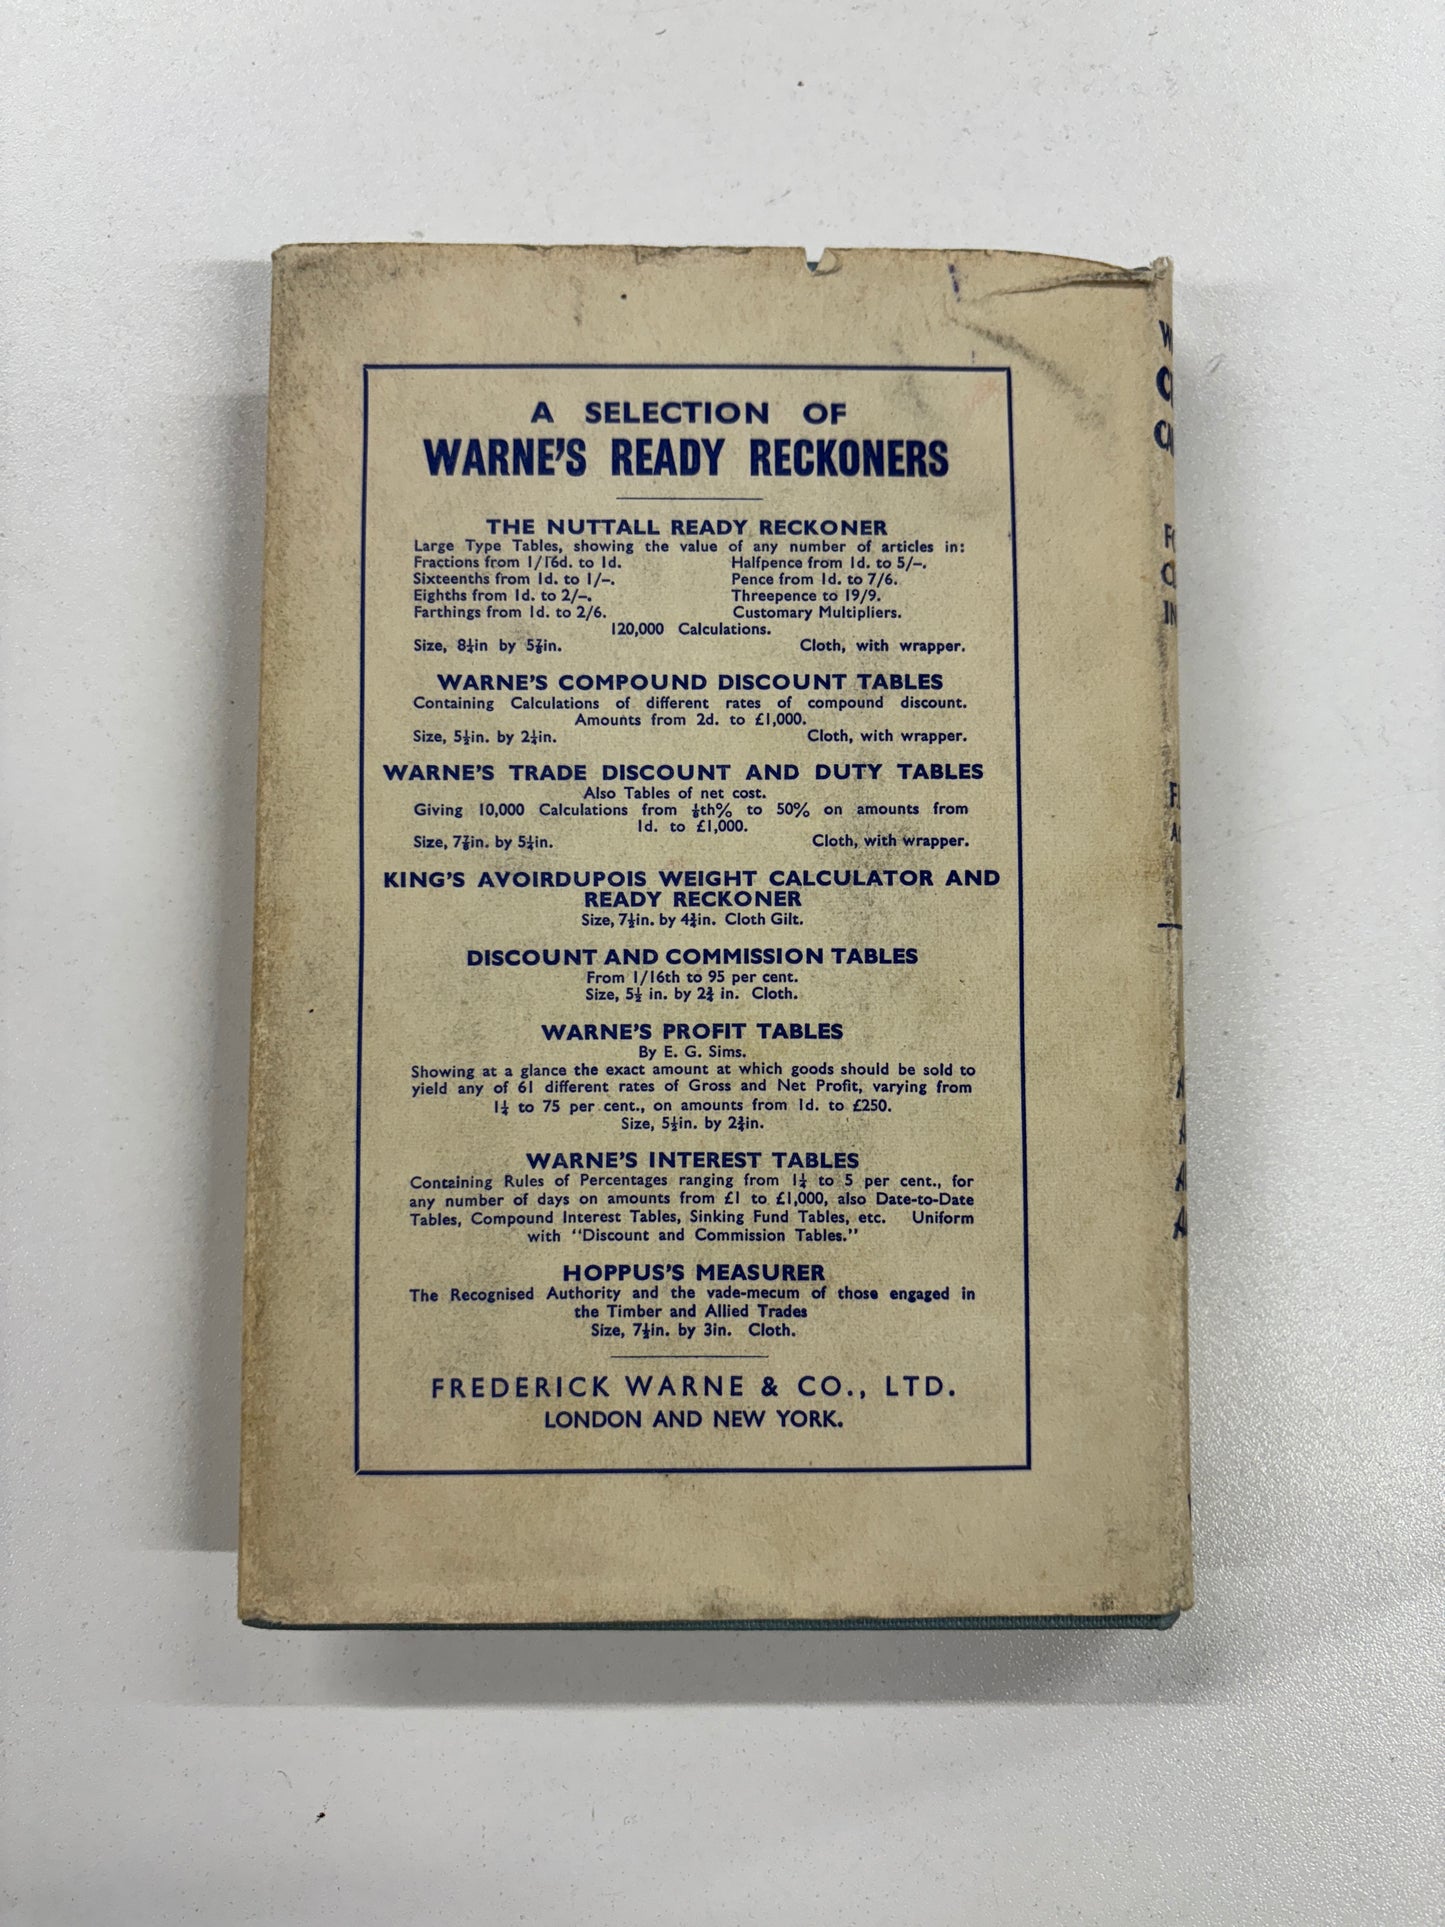 A SELECTION OF
WARNE'S READY RECKONERS
THE NUTTALL READY RECKONER
Large Type Tables, showing the value of any number of articles in:
Fractions from 1/16d. to 1d. Halfpence from 1d. to 5/-.
Sixteenths from 1d. to 1/-. Pence from 1d. to 7/6.
Eighths from 1d. to 2/-. Threepence to 19/9.
Farthings from 1d. to 2/6. Customary Multipliers.
120,000 Calculations.
Size, 8¼in by 5⅞in. Cloth, with wrapper.
WARNE'S COMPOUND DISCOUNT TABLES
Containing Calculations of different rates of compound discount.
Amounts from 2d. to £1,000.
Size, 5½in. by 2¼in. Cloth, with wrapper.
WARNE'S TRADE DISCOUNT AND DUTY TABLES
Also Tables of net cost.
Giving 10,000 Calculations from ⅛th% to 50% on amounts from
1d. to £1,000.
Size, 7⅞in. by 5¼in. Cloth, with wrapper.
KING'S AVOIRDUPOIS WEIGHT CALCULATOR AND
READY RECKONER
Size, 7½in. by 4¾in. Cloth Gilt.
DISCOUNT AND COMMISSION TABLES
From 1/16th to 95 per cent.
Size, 5½ in. by 2¾ in. Cloth.
WARNE'S PROFIT TABLES
By E. G. Sims.
Showing at a glance the exact amount at which goods should be sold to
yield any of 61 different rates of Gross and Net Profit, varying from
1¼ to 75 per cent., on amounts from 1d. to £250.
Size, 5½in. by 2¾in.
WARNE'S INTEREST TABLES
Containing Rules of Percentages ranging from 1¼ to 5 per cent., for
any number of days on amounts from £1 to £1,000, also Date-to-Date
Tables, Compound Interest Tables, Sinking Fund Tables, etc. Uniform
with "Discount and Commission Tables."
HOPPUS'S MEASURER
The Recognised Authority and the vade-mecum of those engaged in
the Timber and Allied Trades
Size, 7½in. by 3in. Cloth.
FREDERICK WARNE & CO., LTD.
LONDON AND NEW YORK.